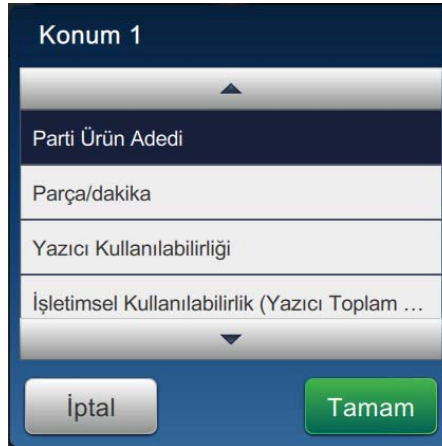 Konum 1
Parti Ürün Adedi
Parça/dakika
Yazıcı Kullanılabilirliği
İşletimsel Kullanılabilirlik (Yazıcı Toplam ...
İptal
Tamam